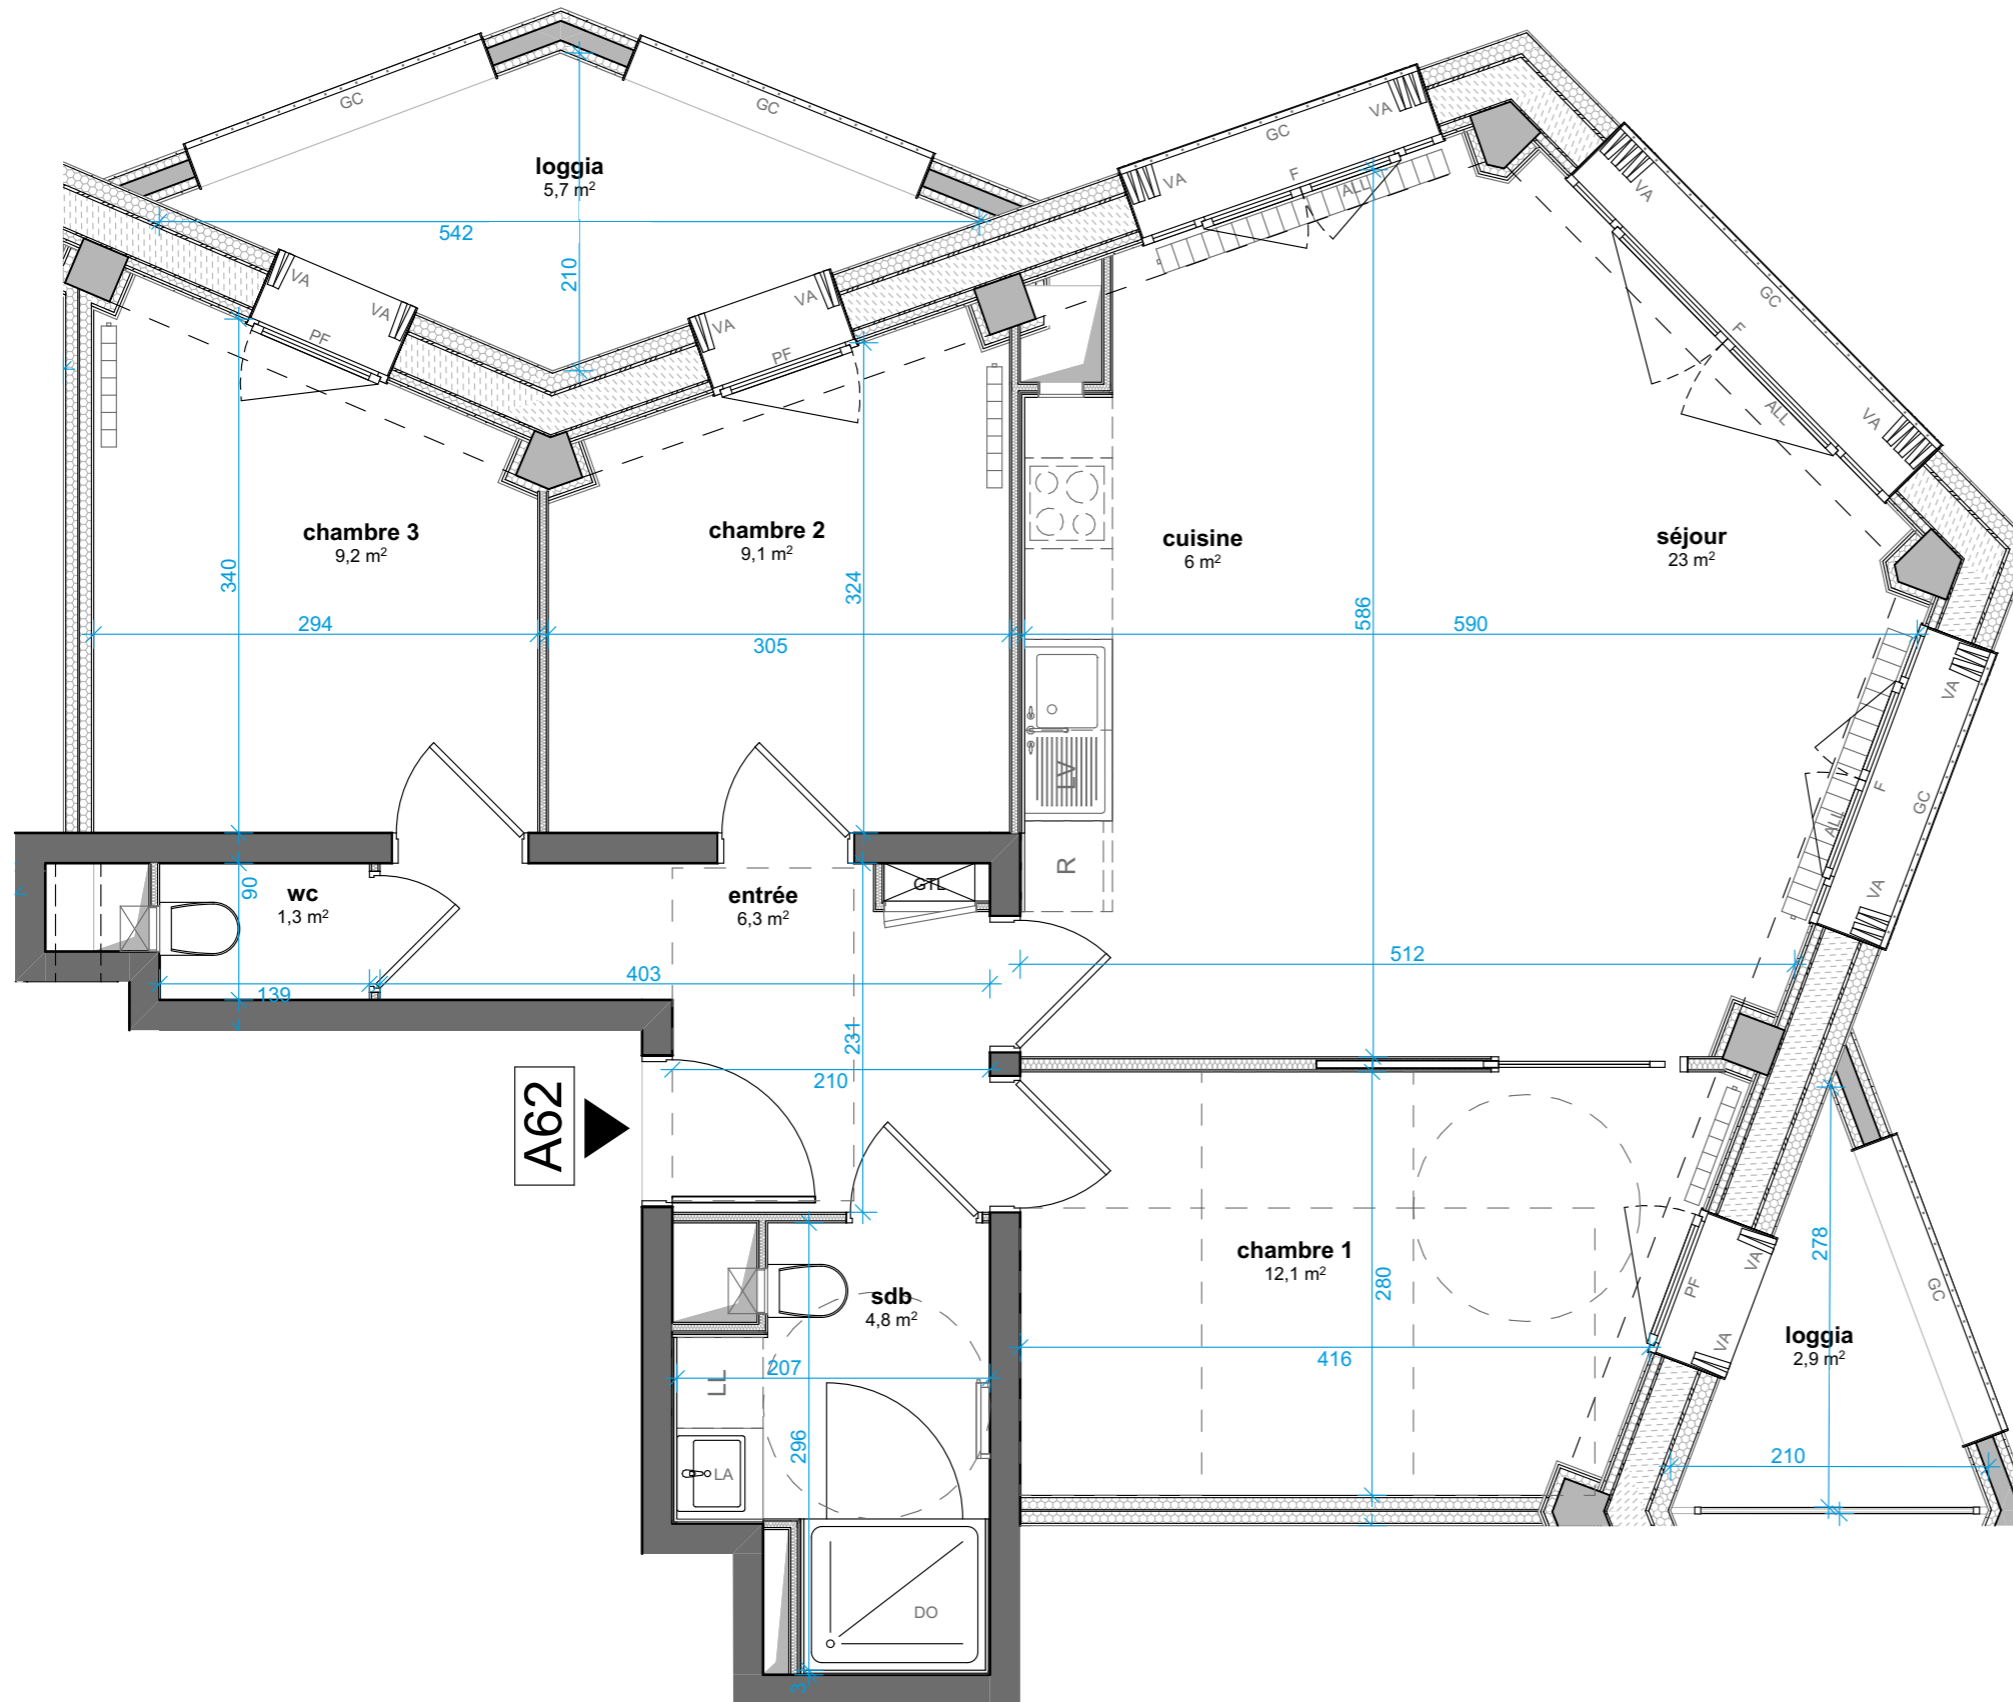 GC
GC
loggia
5,7 m²
542
210
VA
VA
PF
VA
VA
PF
VA
GC
VA
F
ALL
VA
GC
F
ALL
VA
chambre 3
9,2 m²
340
294
chambre 2
9,1 m²
324
305
cuisine
6 m²
séjour
23 m²
586
590
LV
R
VA
F
GC
ALL
VA
wc
1,3 m²
90
139
entrée
6,3 m²
GTL
403
231
210
512
A62
chambre 1
12,1 m²
280
416
PF
VA
VA
278
GC
loggia
2,9 m²
210
sdb
4,8 m²
207
LL
296
LA
DO
3